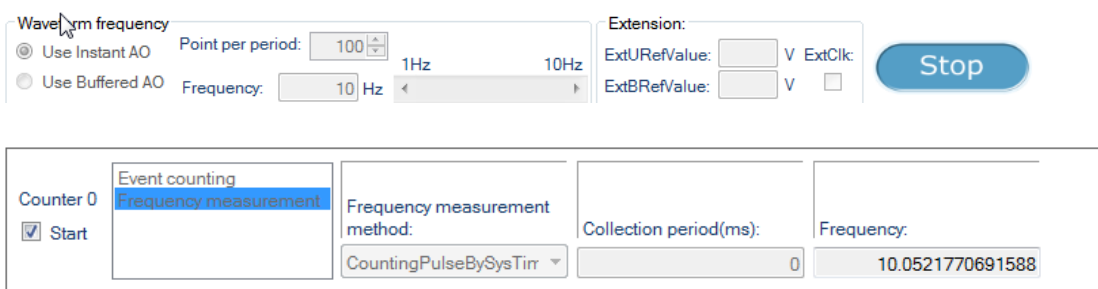 Waveform frequency
Extension:
Use Instant AO
Point per period: 100
1Hz 10Hz
ExtURefValue: V ExtClk:
Stop
Use Buffered AO
Frequency: 10 Hz
ExtBRefValue: V
Counter 0
Start
Event counting
Frequency measurement
Frequency measurement
method:
CountingPulseBySysTim
Collection period(ms):
0
Frequency:
10.0521770691588